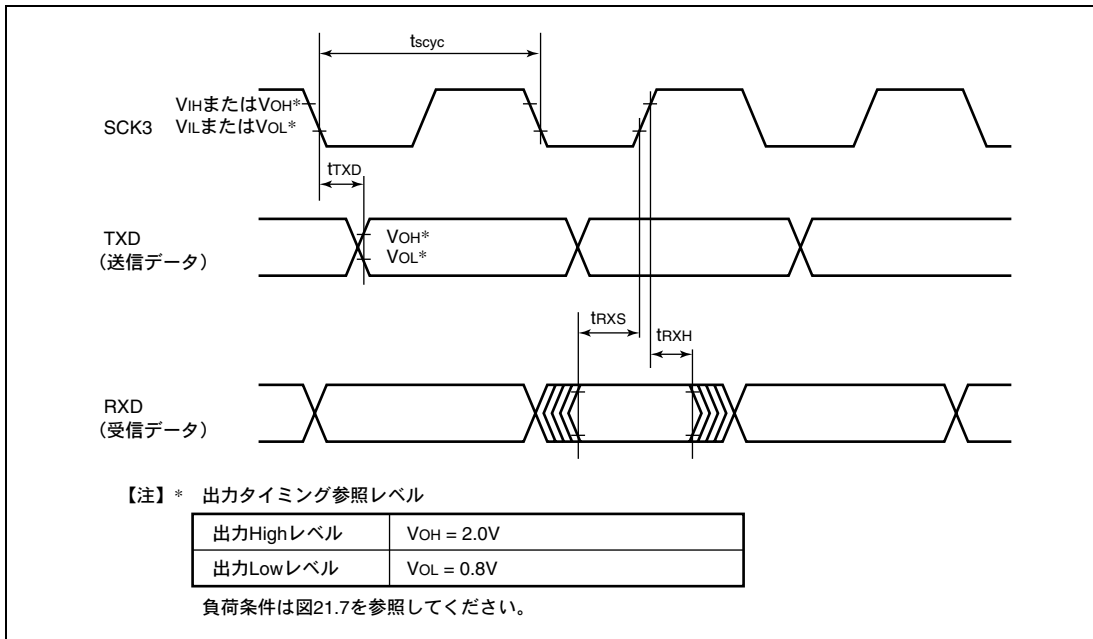 tscyc
VIHまたはVOH*
VILまたはVOL*
SCK3
tTXD
TXD
（送信データ）
VOH*
VOL*
tRXS
tRXH
RXD
（受信データ）
【注】* 出力タイミング参照レベル
出力Highレベル VOH = 2.0V
出力Lowレベル VOL = 0.8V
負荷条件は図21.7を参照してください。